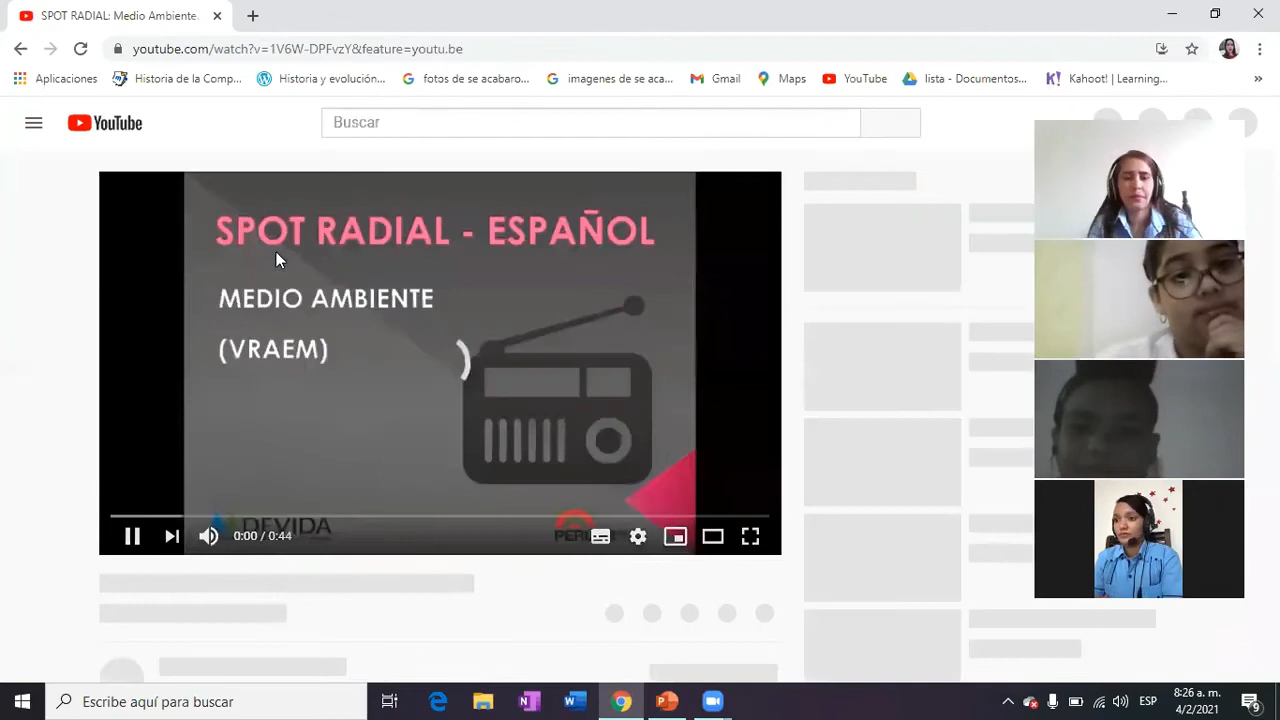 SPOT RADIAL: Medio Ambiente.
youtube.com/watch?v=1V6W-DPFvzY&feature=youtu.be
Aplicaciones
Historia de la Comp...
Historia y evolución...
fotos de se acabaro...
imagenes de se aca...
Gmail
Maps
YouTube
lista - Documentos...
Kahoot! | Learning...
YouTube
Buscar
SPOT RADIAL - ESPAÑOL
MEDIO AMBIENTE
(VRAEM)
DEVIDA
0:00 / 0:44
Escribe aquí para buscar
ESP
8:26 a. m.
4/2/2021
9